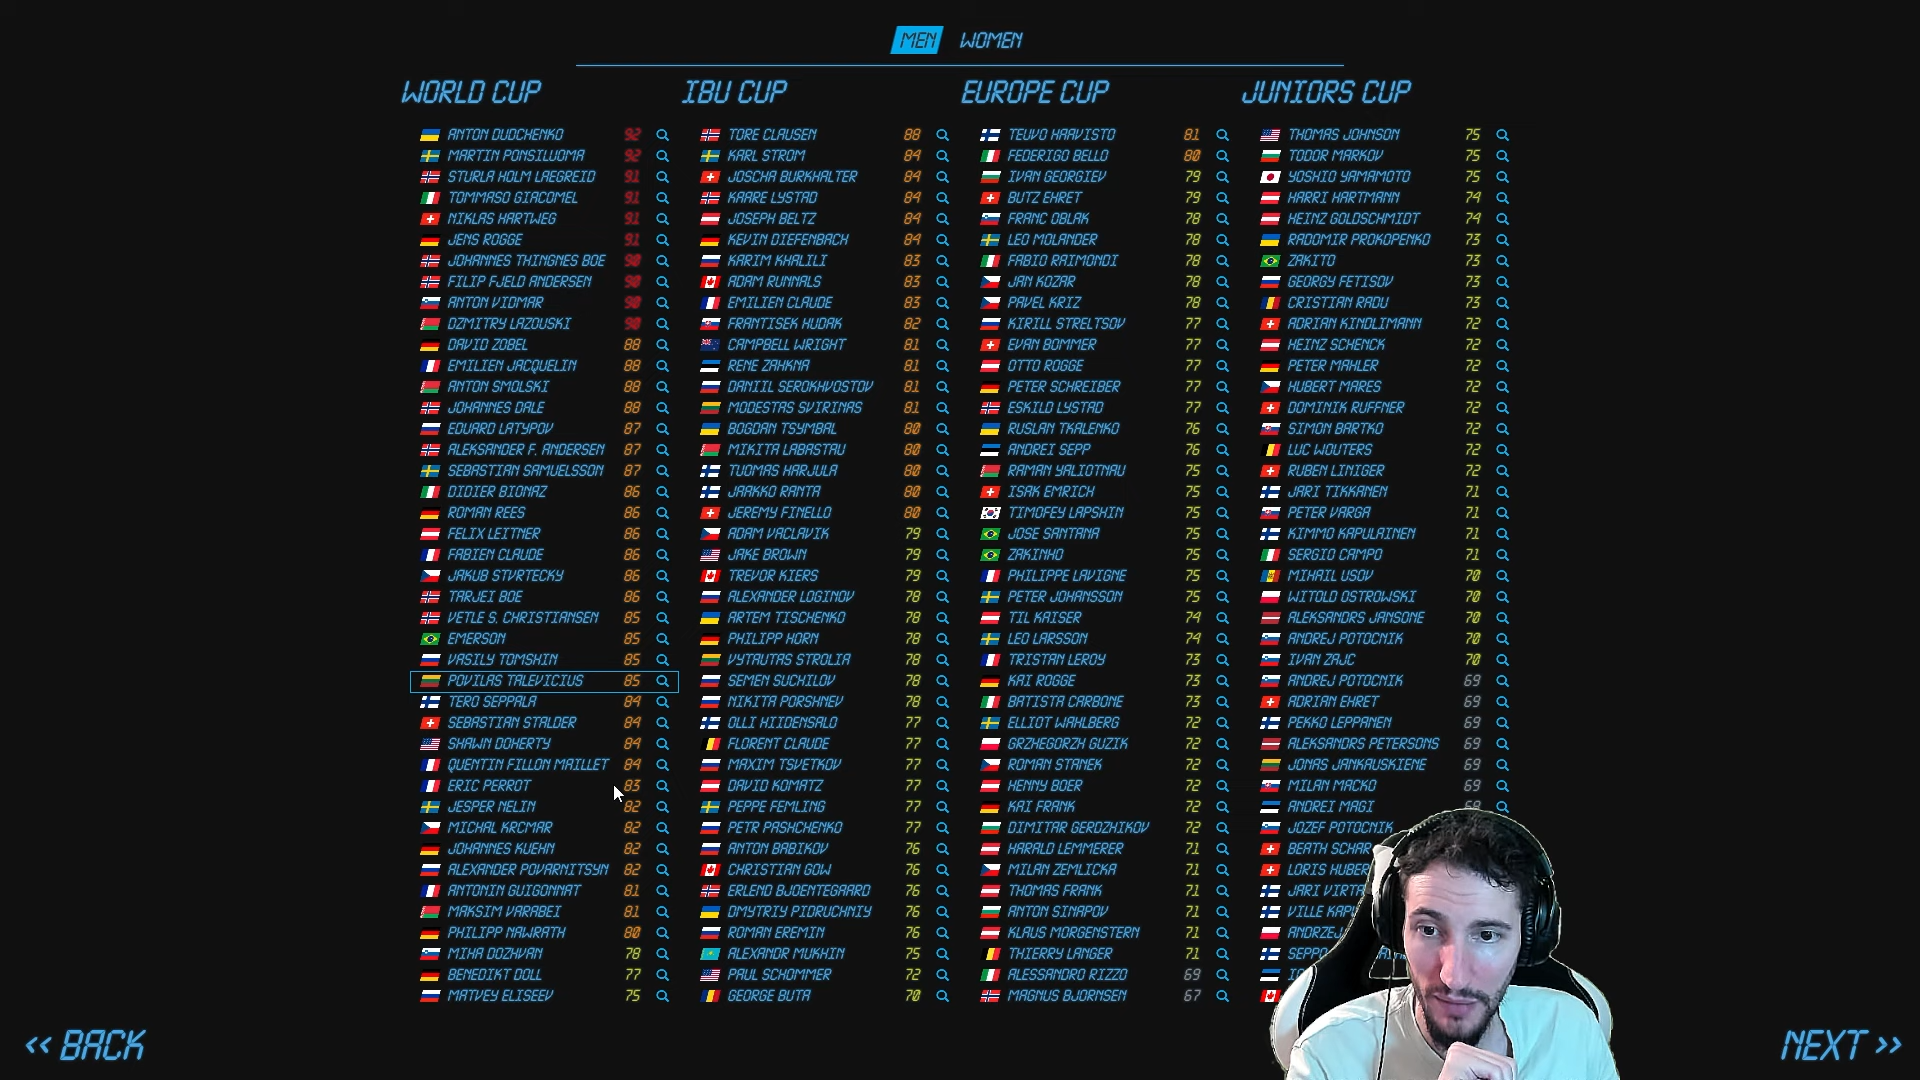 MEN WOMEN
WORLD CUP
ANTON DUDCHENKO 92
MARTIN PONSILUOMA 92
STURLA HOLM LAEGREID 91
TOMMASO GIACOMEL 91
NIKLAS HARTWEG 91
JENS ROGGE 91
JOHANNES THINGNES BOE 90
FILIP FJELD ANDERSEN 90
ANTON VIDMAR 90
DZMITRY LAZOUSKI 90
DAVID ZOBEL 88
EMILIEN JACQUELIN 88
ANTON SMOLSKI 88
JOHANNES DALE 88
EDUARD LATYPOV 87
ALEKSANDER F. ANDERSEN 87
SEBASTIAN SAMUELSSON 87
DIDIER BIONAZ 86
ROMAN REES 86
FELIX LEITNER 86
FABIEN CLAUDE 86
JAKUB STVRTECKY 86
TARJEI BOE 86
VETLE S. CHRISTIANSEN 85
EMERSON 85
VASILY TOMSHIN 85
POVILAS TALEVICIUS 85
TERO SEPPALA 84
SEBASTIAN STALDER 84
SHAWN DOHERTY 84
QUENTIN FILLON MAILLET 84
ERIC PERROT 83
JESPER NELIN 82
MICHAL KRCMAR 82
JOHANNES KUEHN 82
ALEXANDER POVARNITSYN 82
ANTONIN GUIGONNAT 81
MAKSIM VARABEI 81
PHILIPP NAWRATH 80
MIHA DOZHVAN 78
BENEDIKT DOLL 77
MATVEY ELISEEV 75
IBU CUP
TORE CLAUSEN 88
KARL STROM 84
JOSCHA BURKHALTER 84
KAARE LYSTAD 84
JOSEPH BELTZ 84
KEVIN DIEFENBACH 84
KARIM KHALILI 83
ADAM RUNNALS 83
EMILIEN CLAUDE 83
FRANTISEK HUDAK 82
CAMPBELL WRIGHT 81
RENE ZAHKNA 81
DANIIL SEROKHVOSTOV 81
MODESTAS SVIRINAS 81
BOGDAN TSYMBAL 80
MIKITA LABASTAU 80
TUOMAS HARJULA 80
JAAKKO RANTA 80
JEREMY FINELLO 80
ADAM VACLAVIK 79
JAKE BROWN 79
TREVOR KIERS 79
ALEXANDER LOGINOV 78
ARTEM TISCHENKO 78
PHILIPP HORN 78
VYTAUTAS STROLIA 78
SEMEN SUCHILOV 78
NIKITA PORSHNEV 78
OLLI HIIDENSALO 77
FLORENT CLAUDE 77
MAXIM TSVETKOV 77
DAVID KOMATZ 77
PEPPE FEMLING 77
PETR PASHCHENKO 77
ANTON BABIKOV 76
CHRISTIAN GOW 76
ERLEND BJOENTEGAARD 76
DMYTRIY PIDRUCHNIY 76
ROMAN EREMIN 76
ALEXANDR MUKHIN 75
PAUL SCHOMMER 72
GEORGE BUTA 70
EUROPE CUP
TEUVO HAAVISTO 81
FEDERIGO BELLO 80
IVAN GEORGIEV 79
BUTZ EHRET 79
FRANC OBLAK 78
LEO MOLANDER 78
FABIO RAIMONDI 78
JAN KOZAR 78
PAVEL KRIZ 78
KIRILL STRELTSOV 77
EVAN BOMMER 77
OTTO ROGGE 77
PETER SCHREIBER 77
ESKILD LYSTAD 77
RUSLAN TKALENKO 76
ANDREI SEPP 76
RAMAN YALIOTNAU 75
ISAK EMRICH 75
TIMOFEY LAPSHIN 75
JOSE SANTANA 75
ZAKINHO 75
PHILIPPE LAVIGNE 75
PETER JOHANSSON 75
TIL KAISER 74
LEO LARSSON 74
TRISTAN LEROY 73
KAI ROGGE 73
BATISTA CARBONE 73
ELLIOT WAHLBERG 72
GRZHEGORZH GUZIK 72
ROMAN STANEK 72
HENNY BOER 72
KAI FRANK 72
DIMITAR GERDZHIKOV 72
HARALD LEMMERER 71
MILAN ZEMLICKA 71
THOMAS FRANK 71
ANTON SINAPOV 71
KLAUS MORGENSTERN 71
THIERRY LANGER 71
ALESSANDRO RIZZO 69
MAGNUS BJORNSEN 67
JUNIORS CUP
THOMAS JOHNSON 75
TODOR MARKOV 75
YOSHIO YAMAMOTO 75
HARRI HARTMANN 74
HEINZ GOLDSCHMIDT 74
RADOMIR PROKOPENKO 73
ZAKITO 73
GEORGY FETISOV 73
CRISTIAN RADU 73
ADRIAN KINDLIMANN 72
HEINZ SCHENCK 72
PETER MAHLER 72
HUBERT MARES 72
DOMINIK RUFFNER 72
SIMON BARTKO 72
LUC WOUTERS 72
RUBEN LINIGER 72
JARI TIKKANEN 71
PETER VARGA 71
KIMMO KAPULAINEN 71
SERGIO CAMPO 71
MIHAIL USOV 70
WITOLD OSTROWSKI 70
ALEKSANDRS JANSONE 70
ANDREJ POTOCNIK 70
IVAN ZAJC 70
ANDREJ POTOCNIK 69
ADRIAN EHRET 69
PEKKO LEPPANEN 69
ALEKSANDRS PETERSONS 69
JONAS JANKAUSKIENE 69
MILAN MACKO 69
ANDREI MAGI
JOZEF POTOCNIK
BEATH SCHAR
LORIS HUBER
JARI VIRTA
VILLE
SEPPO
<< BACK
NEXT >>